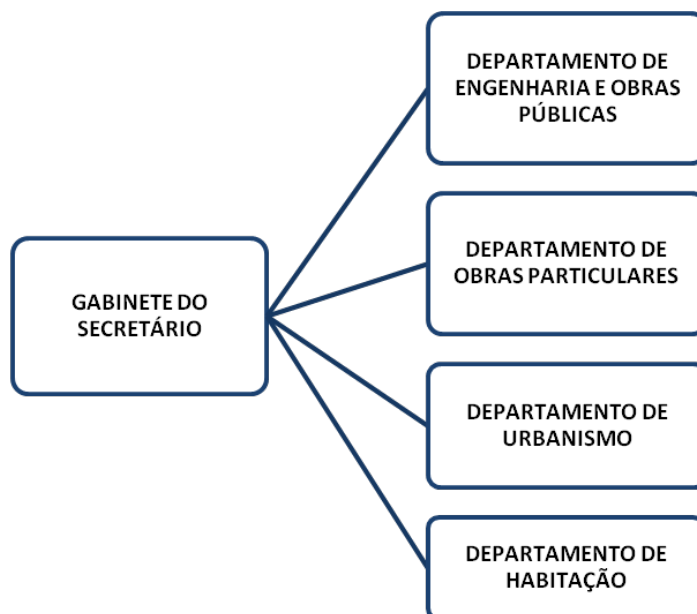 GABINETE DO
SECRETÁRIO
DEPARTAMENTO DE
ENGENHARIA E OBRAS
PÚBLICAS
DEPARTAMENTO DE
OBRAS PARTICULARES
DEPARTAMENTO DE
URBANISMO
DEPARTAMENTO DE
HABITAÇÃO